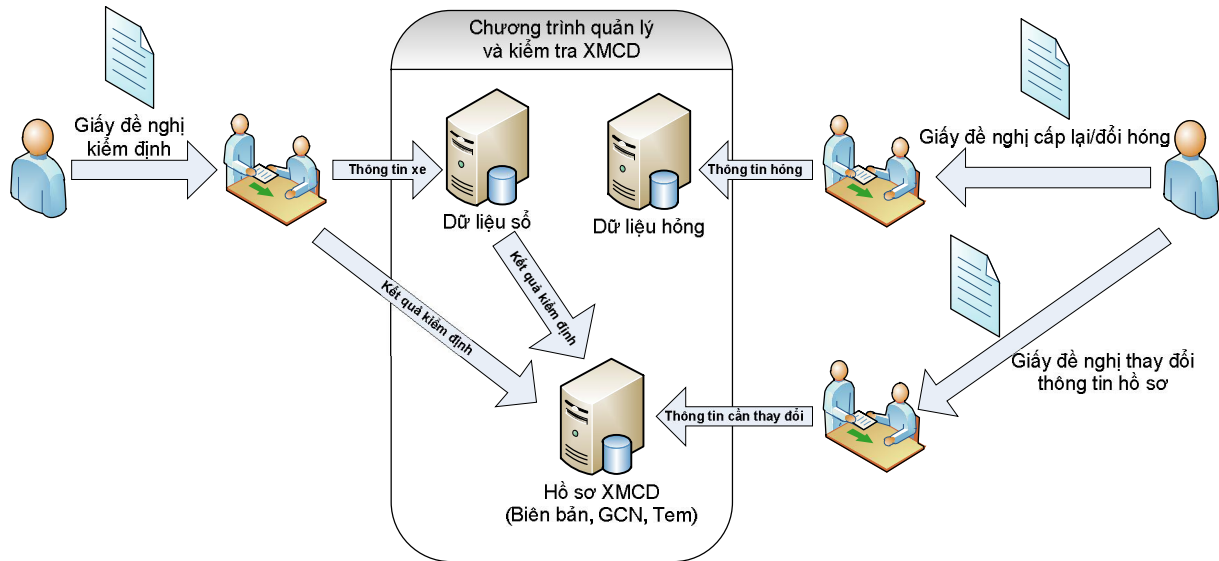 Chương trình quản lý
và kiểm tra XMCD
Giấy đề nghị
kiểm định
Thông tin xe
Dữ liệu sổ
Dữ liệu hỏng
Thông tin hỏng
Giấy đề nghị cấp lại/đổi hóng
Kết quả kiểm định
Kết quả kiểm định
Giấy đề nghị thay đổi
thông tin hồ sơ
Thông tin cần thay đổi
Hồ sơ XMCD
(Biên bản, GCN, Tem)